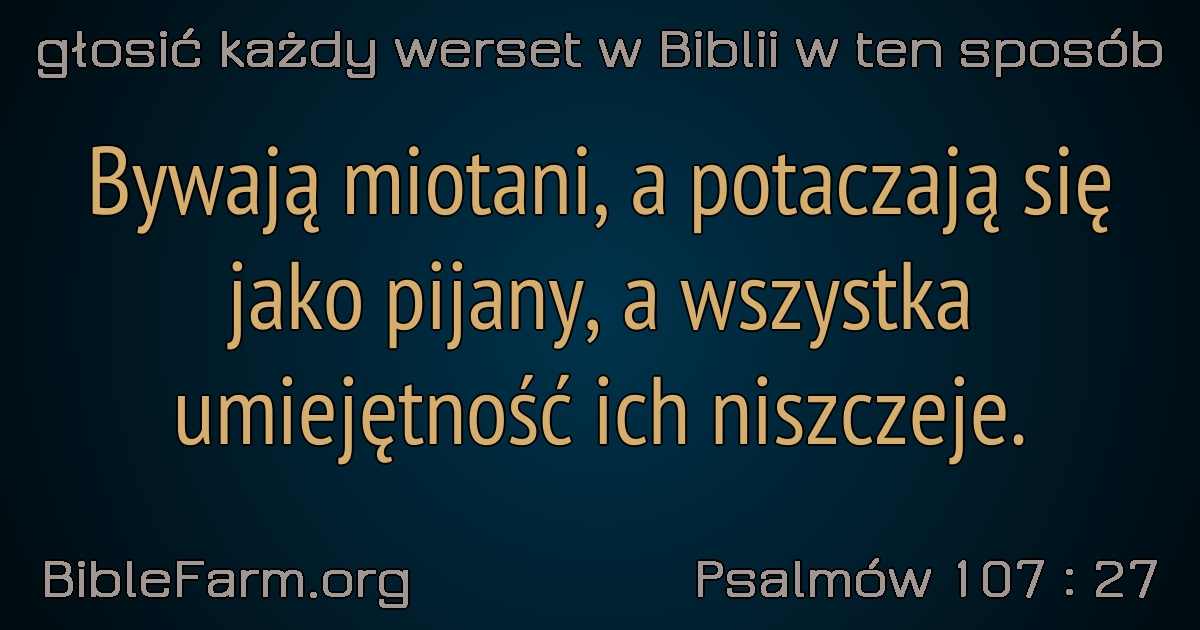 głosić każdy werset w Biblii w ten sposób
Bywają miotani, a potaczają się
jako pijany, a wszystka
umiejętność ich niszczeje.
BibleFarm.org
Psalmów 107 : 27